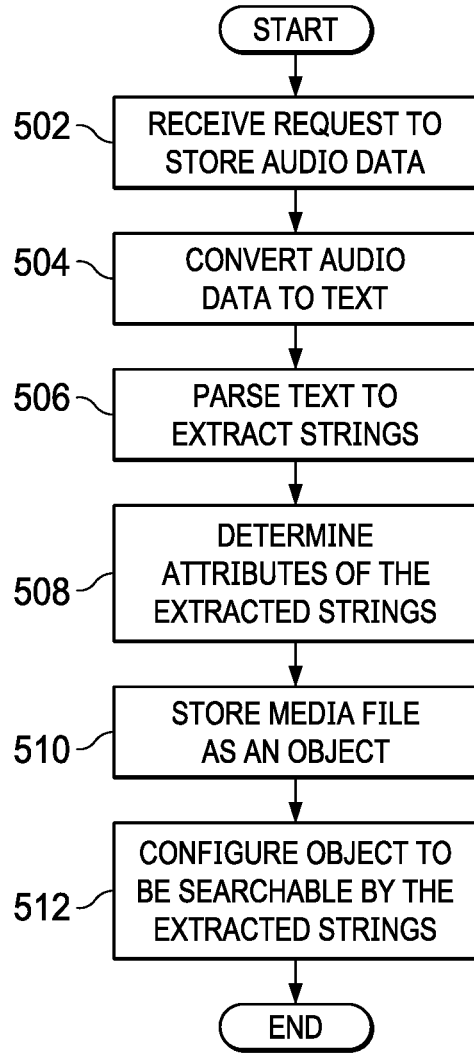 START
502
RECEIVE REQUEST TO
STORE AUDIO DATA
504
CONVERT AUDIO
DATA TO TEXT
506
PARSE TEXT TO
EXTRACT STRINGS
508
DETERMINE
ATTRIBUTES OF THE
EXTRACTED STRINGS
510
STORE MEDIA FILE
AS AN OBJECT
512
CONFIGURE OBJECT TO
BE SEARCHABLE BY THE
EXTRACTED STRINGS
END